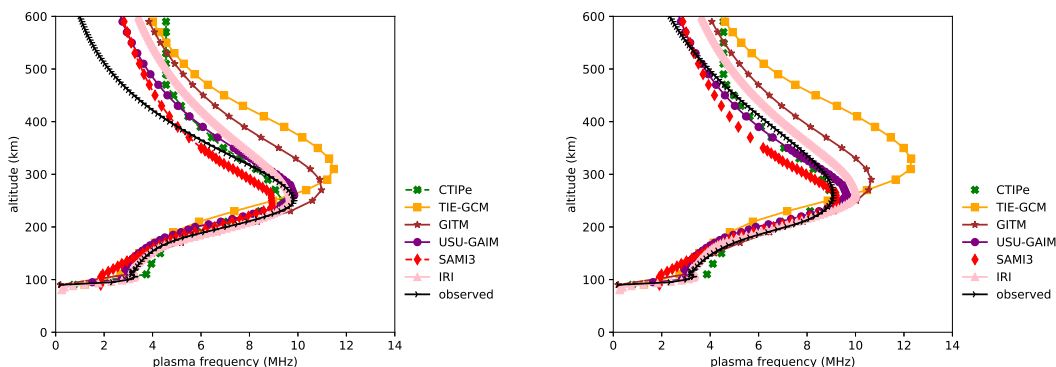 600
500
400
300
200
100
0
altitude (km)
0 2 4 6 8 10 12 14
plasma frequency (MHz)
CTIPe
TIE-GCM
GITM
USU-GAIM
SAMI3
IRI
observed
600
500
400
300
200
100
0
altitude (km)
0 2 4 6 8 10 12 14
plasma frequency (MHz)
CTIPe
TIE-GCM
GITM
USU-GAIM
SAMI3
IRI
observed